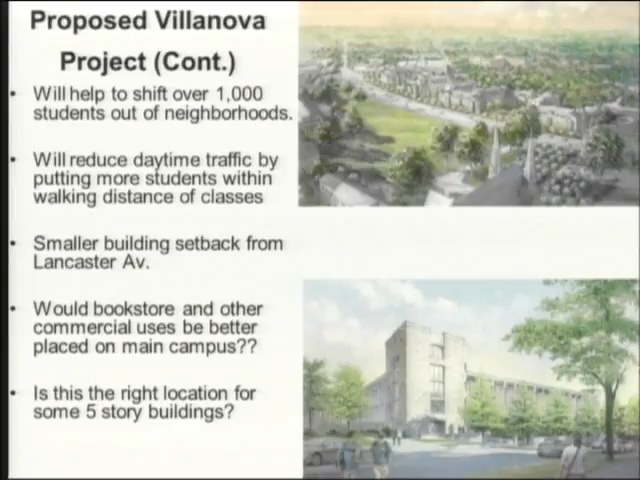 Proposed Villanova
Project (Cont.)
• Will help to shift over 1,000
students out of neighborhoods.
• Will reduce daytime traffic by
putting more students within
walking distance of classes
• Smaller building setback from
Lancaster Av.
• Would bookstore and other
commercial uses be better
placed on main campus??
• Is this the right location for
some 5 story buildings?